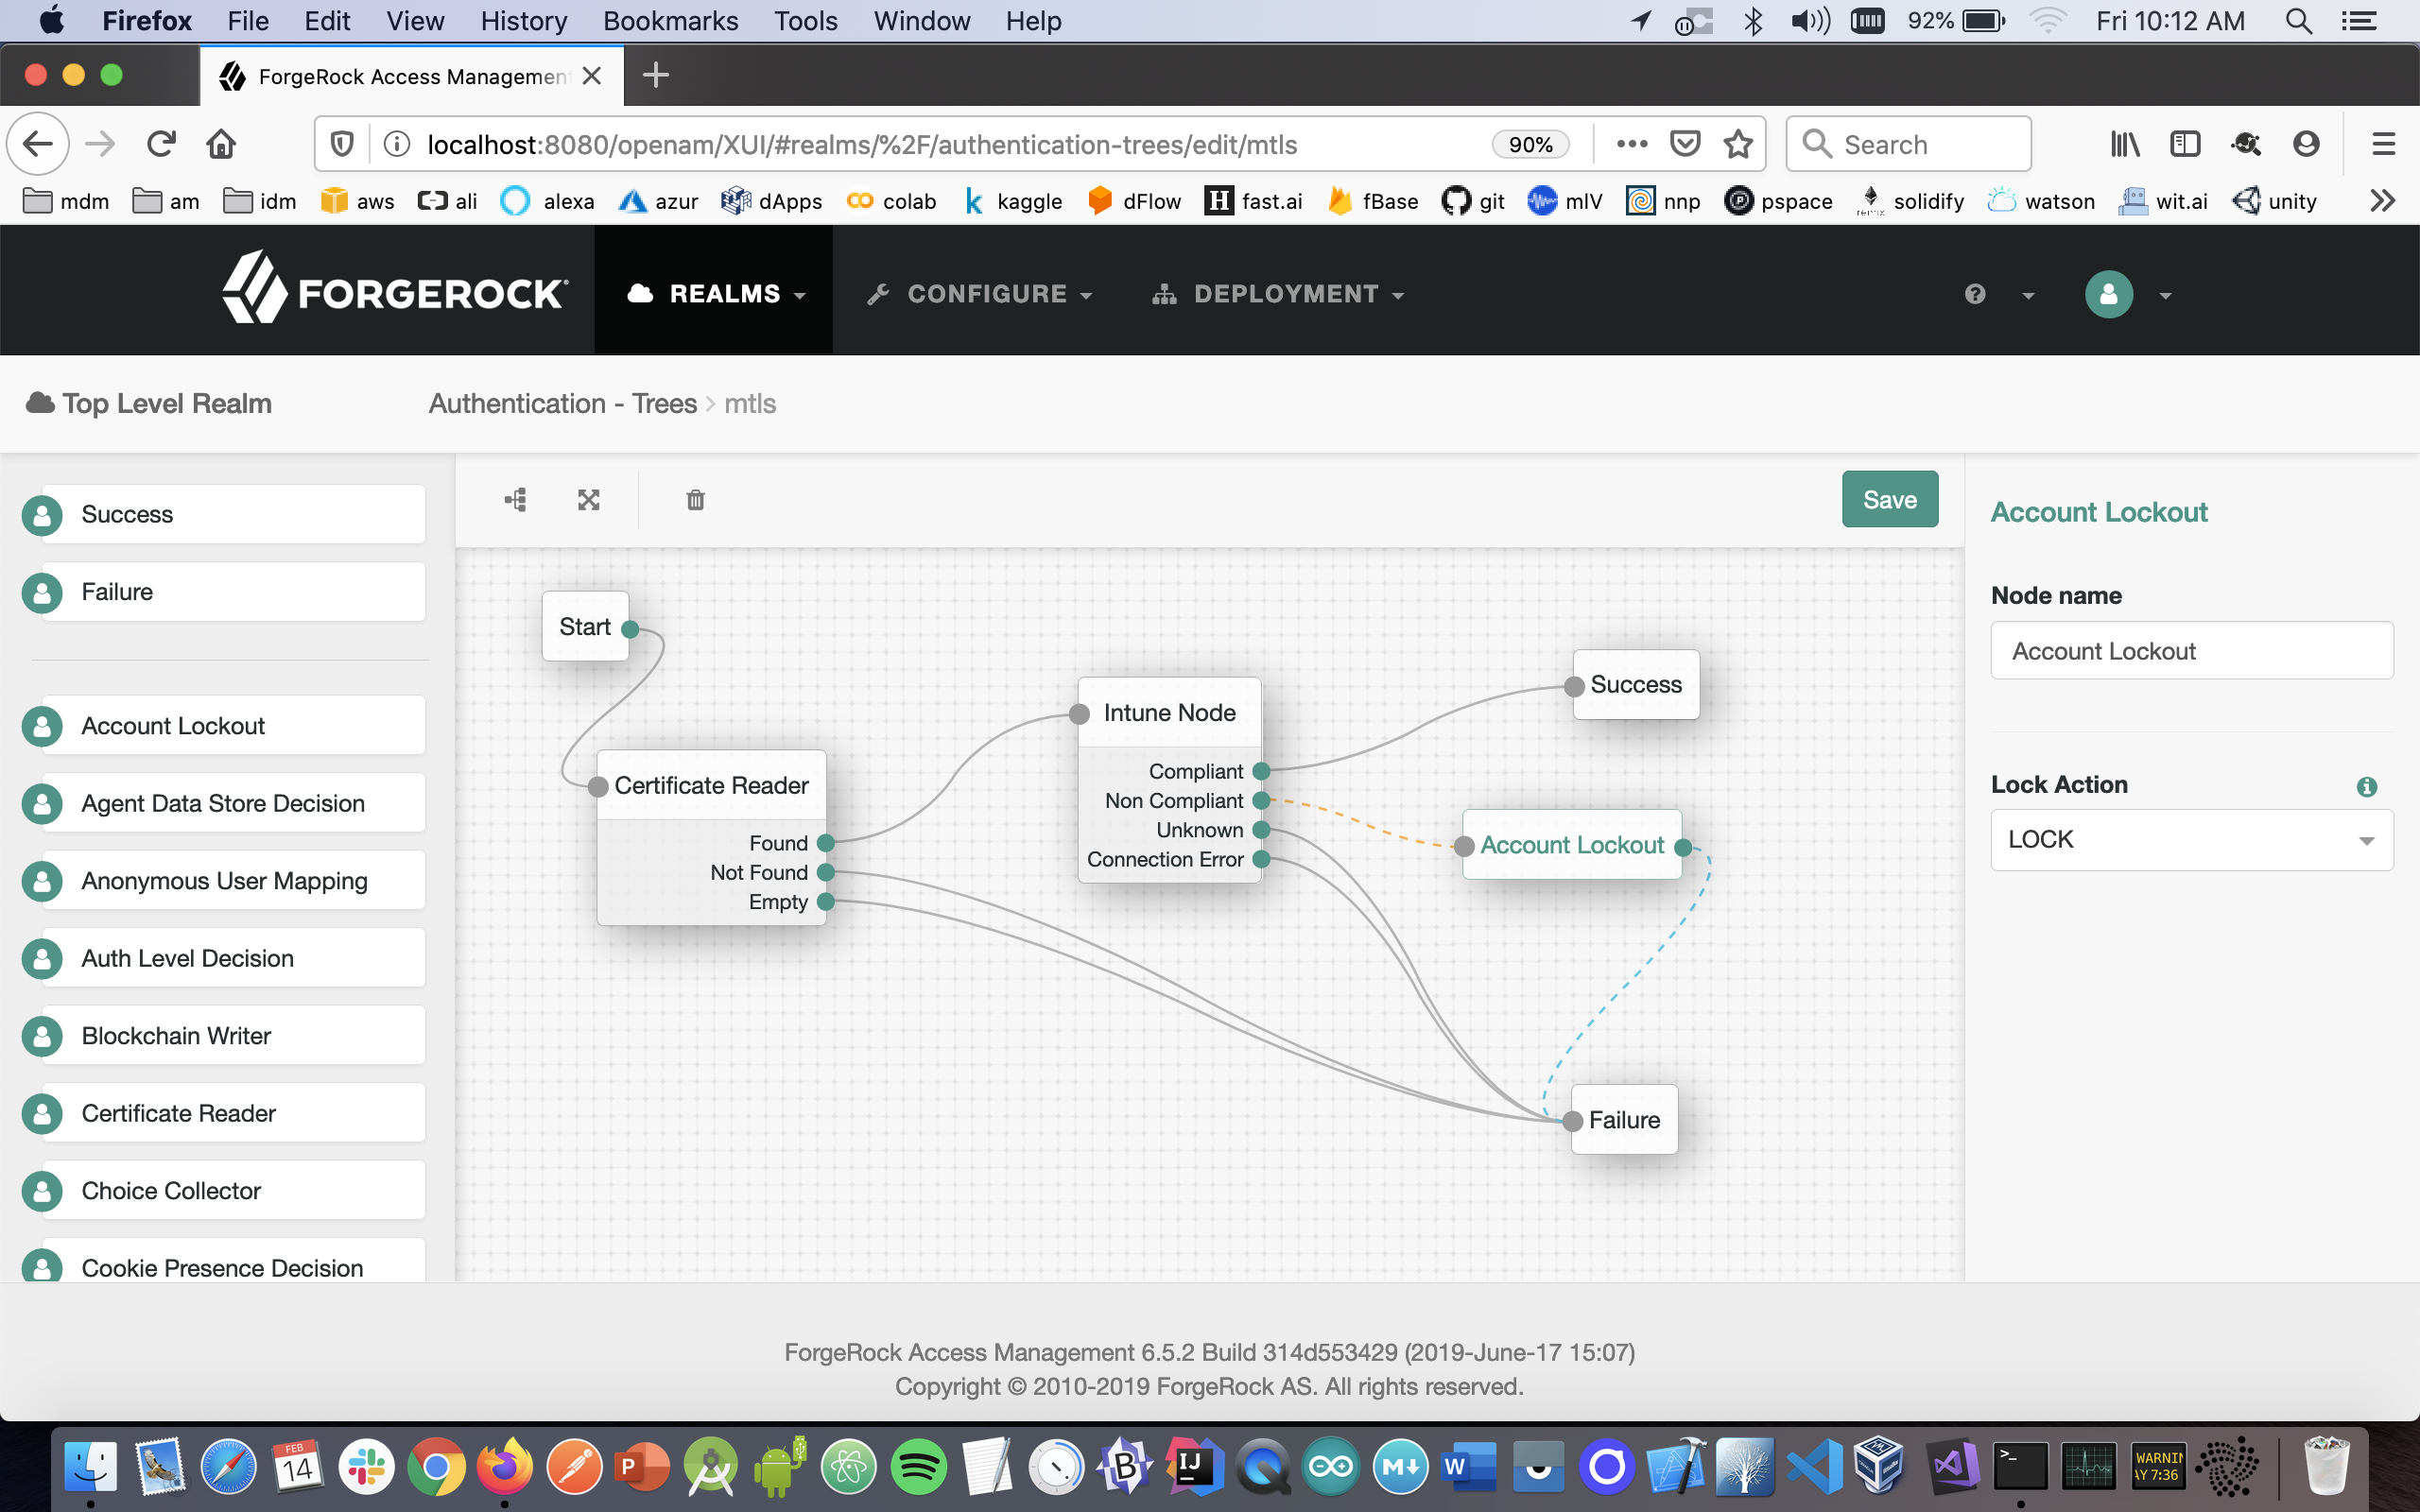 Firefox File Edit View History Bookmarks Tools Window Help 92% Fri 10:12 AM
ForgeRock Access Managemen
localhost:8080/openam/XUI/#realms/%2F/authentication-trees/edit/mtls 90% Search
mdm am idm aws ali alexa azur dApps colab kaggle dFlow fast.ai fBase git mlV nnp pspace solidify watson wit.ai unity
FORGEROCK REALMS CONFIGURE DEPLOYMENT
Top Level Realm Authentication - Trees > mtls
Save
Success
Failure
Account Lockout
Agent Data Store Decision
Anonymous User Mapping
Auth Level Decision
Blockchain Writer
Certificate Reader
Choice Collector
Cookie Presence Decision
Start
Certificate Reader
Found
Not Found
Empty
Intune Node
Compliant
Non Compliant
Unknown
Connection Error
Success
Account Lockout
Failure
Account Lockout
Node name
Account Lockout
Lock Action
LOCK
ForgeRock Access Management 6.5.2 Build 314d553429 (2019-June-17 15:07)
Copyright © 2010-2019 ForgeRock AS. All rights reserved.
FEB
14
WARNIN
AY 7:36